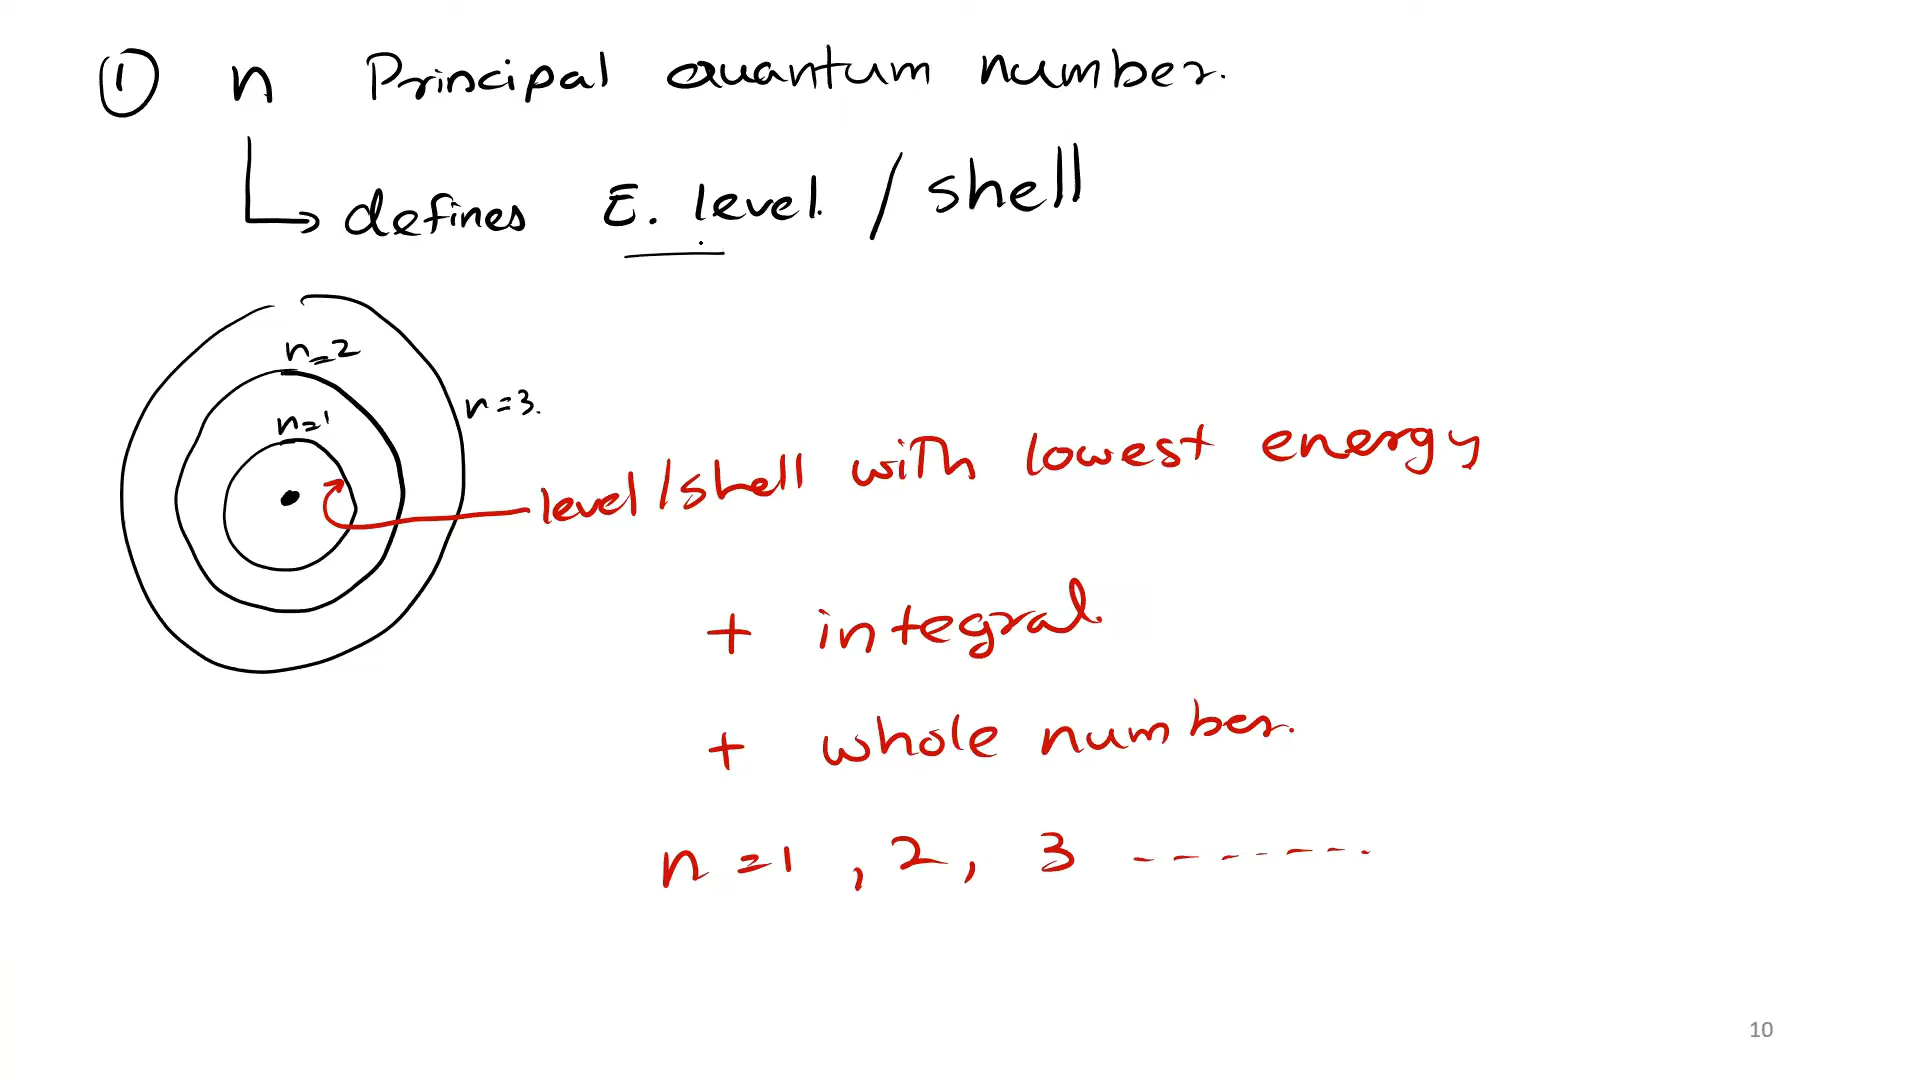 ① n Principal quantum number.
↳ defines E. level / shell
n=2
n=3.
n=1
level/shell with lowest energy
+ integral
+ whole number.
n=1, 2, 3 -------
10